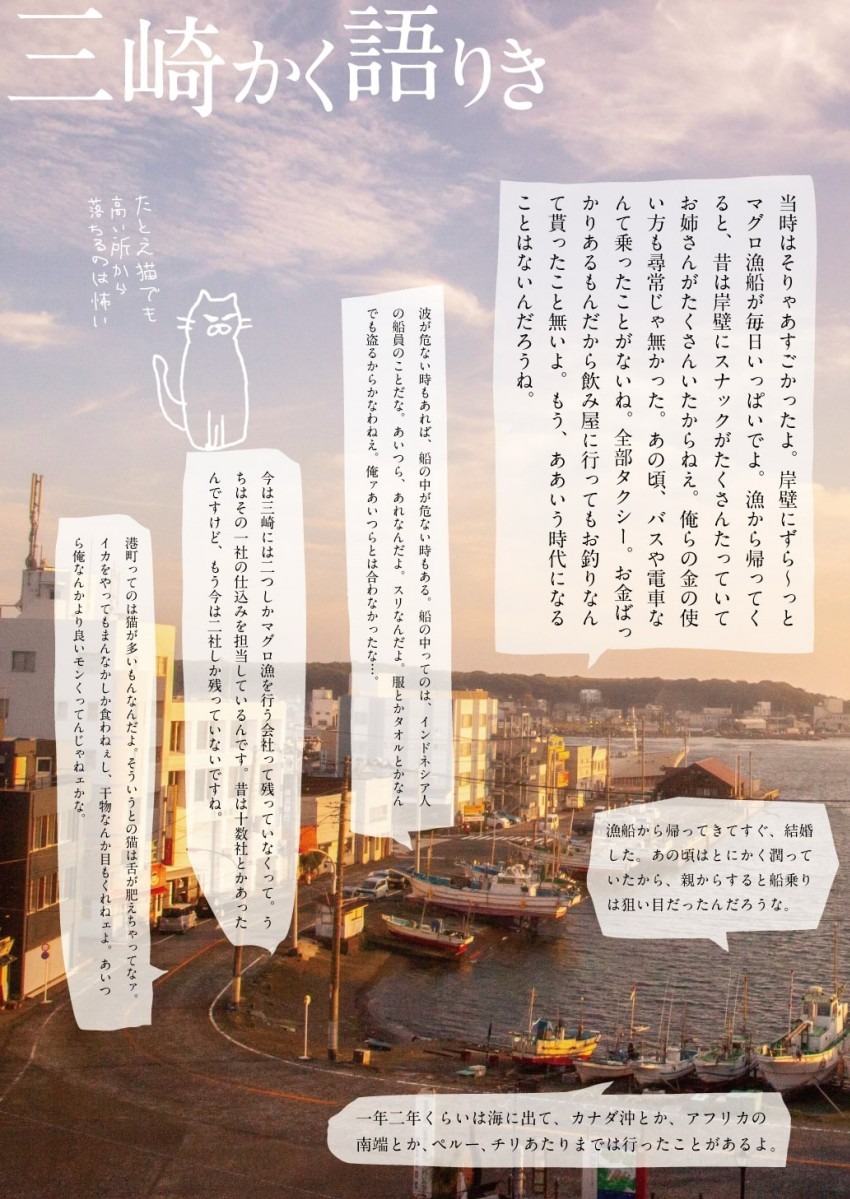 三崎かく語りき
当時はそりゃあすごかったよ。岸壁にずら〜っと
マグロ漁船が毎日いっぱいでよ。漁から帰ってく
ると、昔は岸壁にスナックがたくさんたっていて
お姉さんがたくさんいたからねえ。俺らの金の使
い方も尋常じゃ無かった。あの頃、バスや電車な
んて乗ったことがないね。全部タクシー。お金ばっ
かりあるもんだから飲み屋に行ってもお釣りなん
て貰ったこと無いよ。もう、ああいう時代になる
ことはないんだろうね。
波が危ない時もあれば、船の中が危ない時もある。船の中ってのは、インドネシア人
の船員のことだな。あいつら、あれなんだよ。スリなんだよ。服とかタオルとかなん
でも盗るからかなわねえ。俺ァあいつらとは合わなかったな…。
たとえ猫でも
高い所から
落ちるのは怖い
今は三崎には二つしかマグロ漁を行う会社って残っていなくって。う
ちはその一社の仕込みを担当しているんです。昔は十数社とかあった
んですけど、もう今は二社しか残っていないですね。
港町ってのは猫が多いもんなんだよ。そういうとの猫は舌が肥えちゃってなァ。
イカをやってもまんなかしか食わねぇし、干物なんか目もくれねェよ。あいつ
ら俺なんかより良いモンくってんじゃねェかな。
漁船から帰ってきてすぐ、結婚
した。あの頃はとにかく潤って
いたから、親からすると船乗り
は狙い目だったんだろうな。
一年二年くらいは海に出て、カナダ沖とか、アフリカの
南端とか、ペルー、チリあたりまでは行ったことがあるよ。